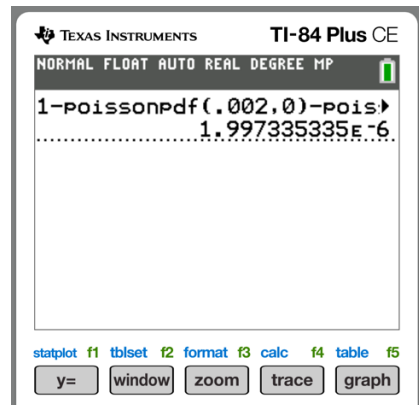 TEXAS INSTRUMENTS TI-84 Plus CE
NORMAL FLOAT AUTO REAL DEGREE MP
1-poissonpdf(.002,0)-pois
1.997335335E-6
statplot f1 tblset f2 format f3 calc f4 table f5
y= window zoom trace graph